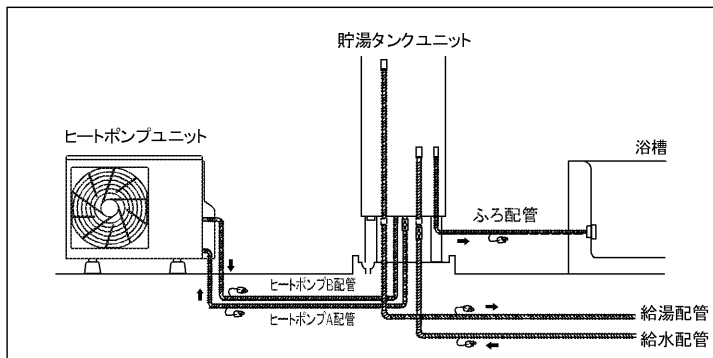 貯湯タンクユニット
ヒートポンプユニット
浴槽
ふろ配管
ヒートポンプB配管
ヒートポンプA配管
給湯配管
給水配管